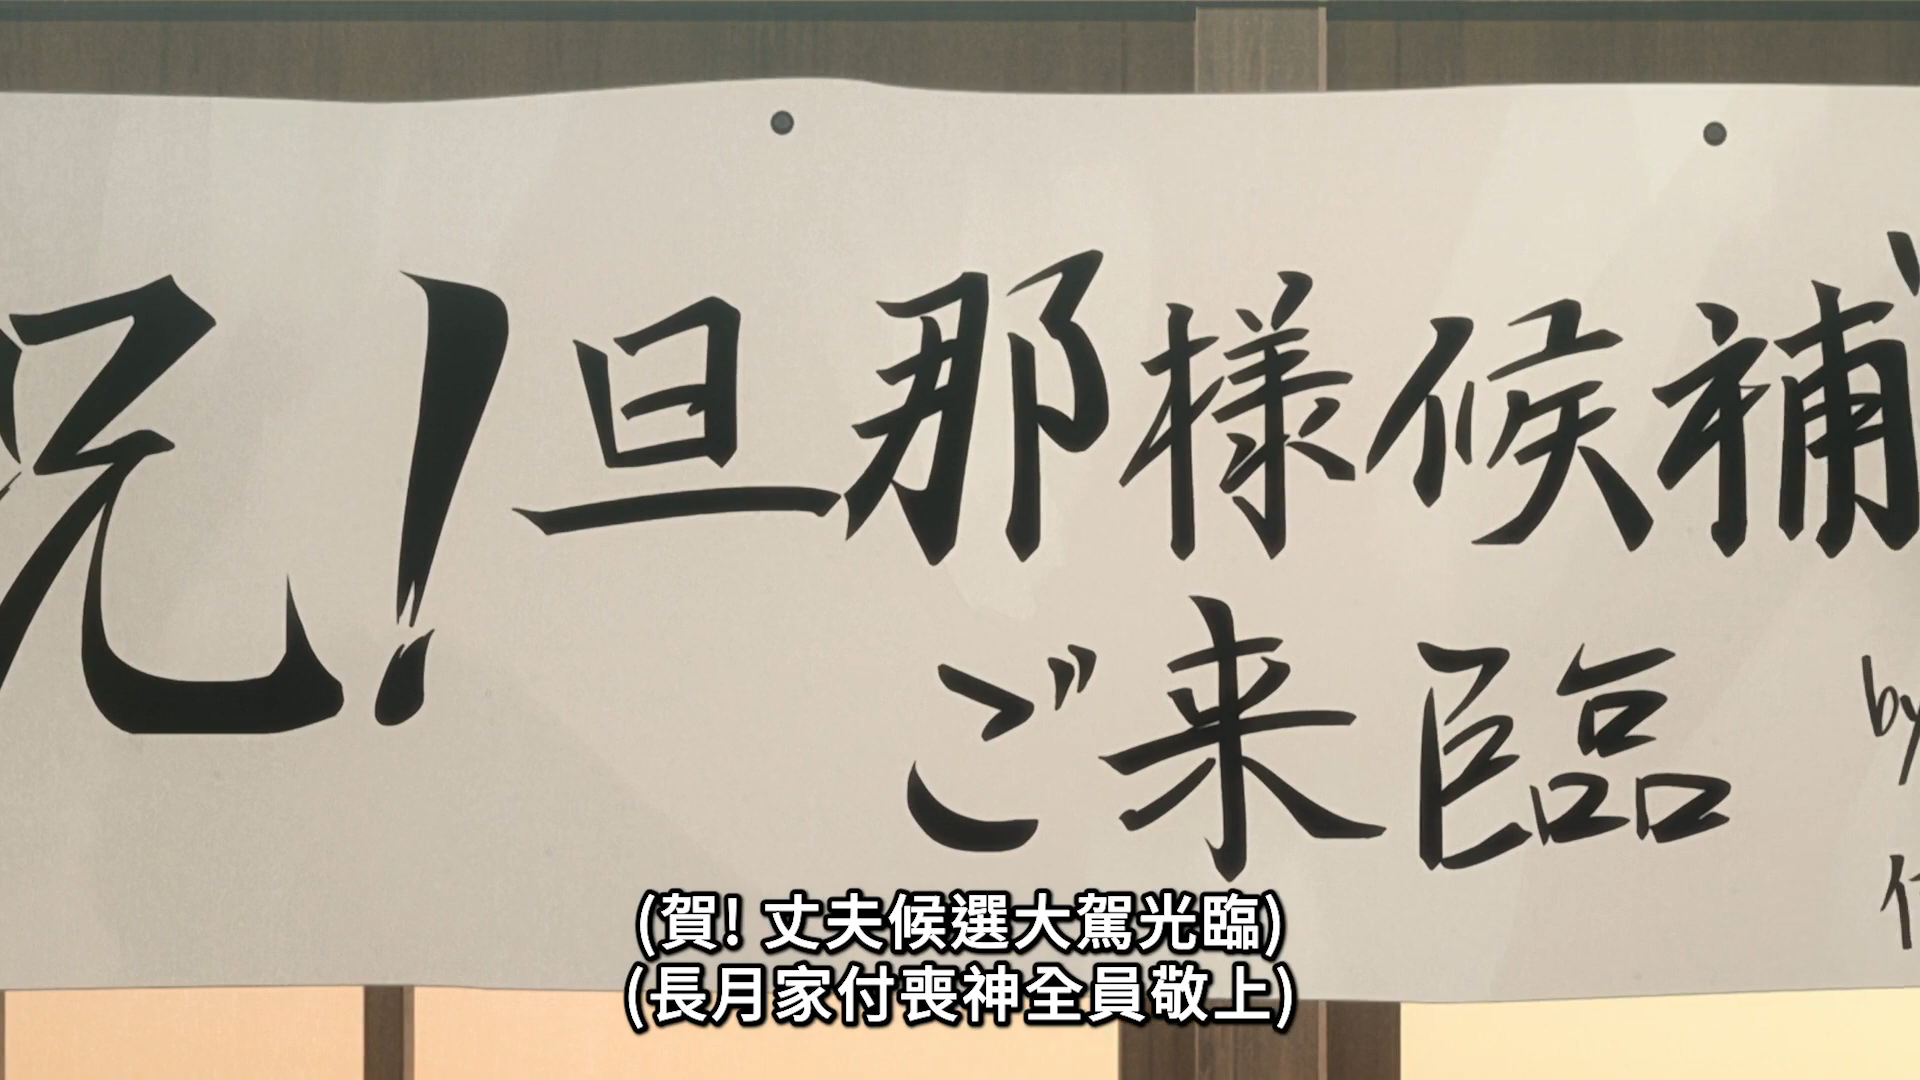 祝！旦那様候補
ご来臨
by
(賀! 丈夫候選大駕光臨)
(長月家付喪神全員敬上)